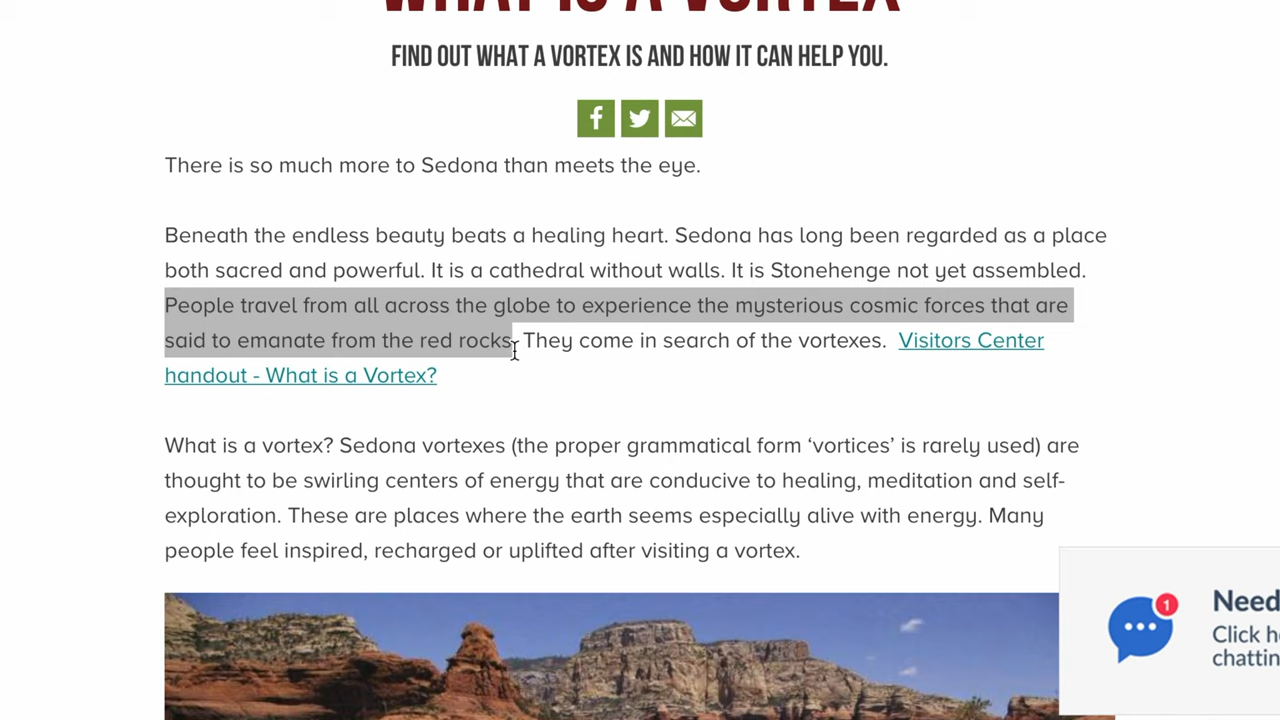 WHAT IS A VORTEX
FIND OUT WHAT A VORTEX IS AND HOW IT CAN HELP YOU.
There is so much more to Sedona than meets the eye.
Beneath the endless beauty beats a healing heart. Sedona has long been regarded as a place
both sacred and powerful. It is a cathedral without walls. It is Stonehenge not yet assembled.
People travel from all across the globe to experience the mysterious cosmic forces that are
said to emanate from the red rocks. They come in search of the vortexes. Visitors Center
handout - What is a Vortex?
What is a vortex? Sedona vortexes (the proper grammatical form ‘vortices’ is rarely used) are
thought to be swirling centers of energy that are conducive to healing, meditation and self-
exploration. These are places where the earth seems especially alive with energy. Many
people feel inspired, recharged or uplifted after visiting a vortex.
1
Need
Click
chattin